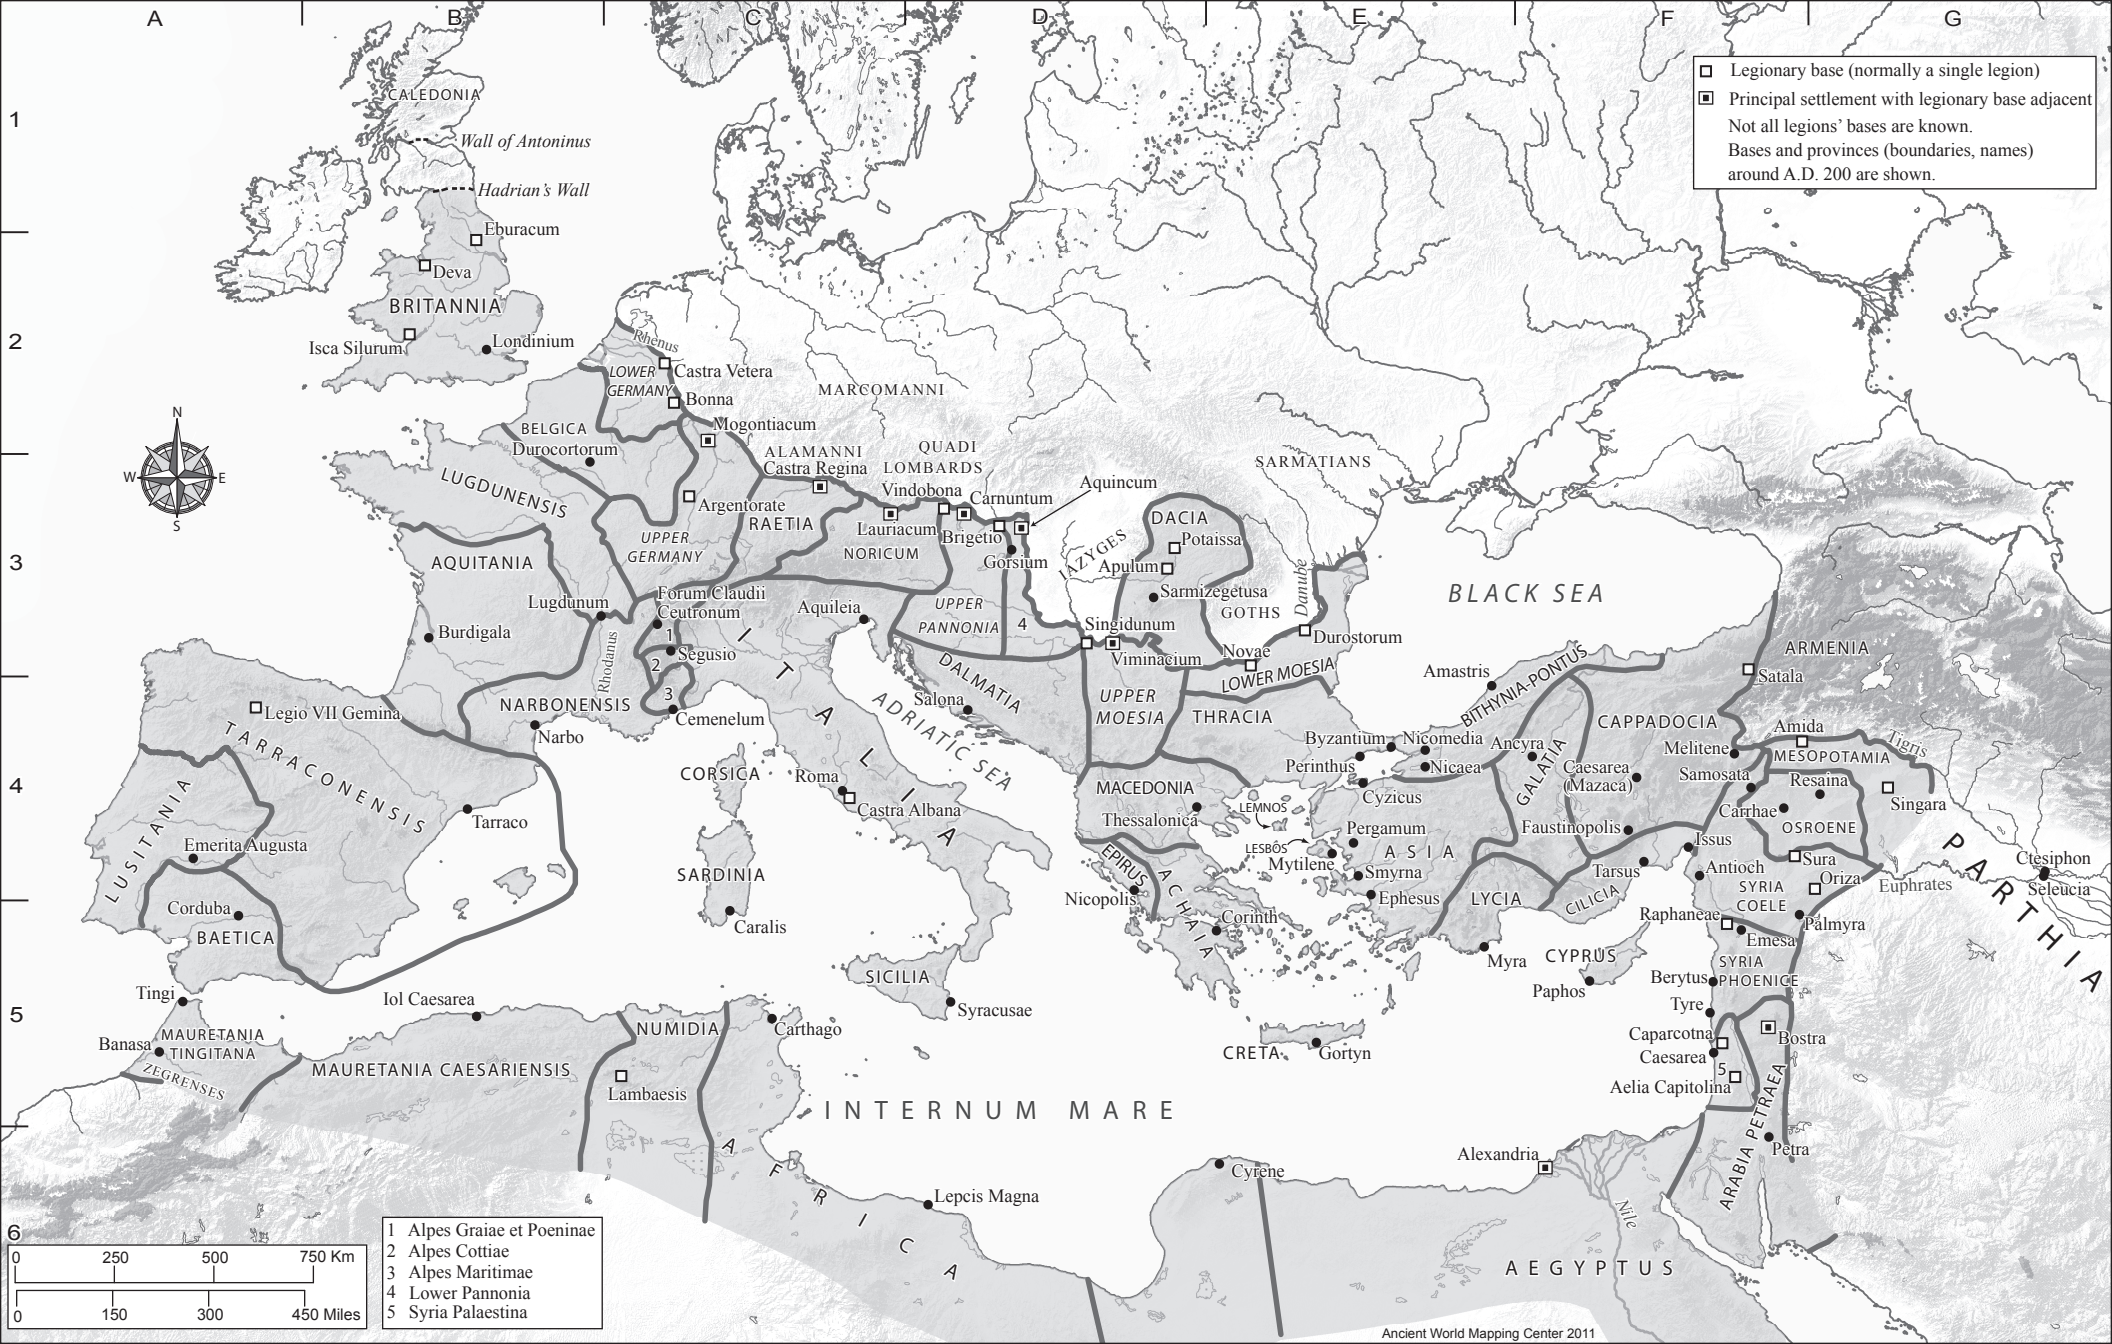 A
B
C
D
E
F
G
1
2
3
4
5
6
Legionary base (normally a single legion)
Principal settlement with legionary base adjacent
Not all legions' bases are known.
Bases and provinces (boundaries, names)
around A.D. 200 are shown.
CALEDONIA
Wall of Antoninus
Hadrian's Wall
Eburacum
Deva
BRITANNIA
Isca Silurum
Londinium
N
W
E
S
Rhenus
LOWER
GERMANY
Castra Vetera
Bonna
MARCOMANNI
BELGICA
Durocortorum
Mogontiacum
ALAMANNI
Castra Regina
QUADI
LOMBARDS
SARMATIANS
LUGDUNENSIS
Argentorate
RAETIA
Vindobona
Carnuntum
Aquincum
Lauriacum
Brigetio
Gorsium
UPPER
GERMANY
NORICUM
IAZYGES
DACIA
Potaissa
Apulum
Sarmizegetusa
GOTHS
Danube
BLACK SEA
AQUITANIA
Lugdunum
Forum Claudii
Ceutronum
Aquileia
UPPER
PANNONIA
4
Singidunum
Viminacium
Novae
Durostorum
LOWER MOESIA
Burdigala
Rhodanus
1
Segusio
2
3
Cemenelum
ITALIA
DALMATIA
Salona
ADRIATIC SEA
UPPER
MOESIA
THRACIA
Amastris
BITHYNIA-PONTUS
ARMENIA
Satala
Legio VII Gemina
NARBONENSIS
Narbo
TARRACONENSIS
CORSICA
Roma
Castra Albana
Byzantium
Nicomedia
Perinthus
Nicaea
Cyzicus
Ancyra
GALATIA
CAPPADOCIA
Caesarea
(Mazaca)
Melitene
Samosata
Amida
MESOPOTAMIA
Tigris
Resaina
Singara
Carrhae
OSROENE
LUSITANIA
Emerita Augusta
Tarraco
MACEDONIA
Thessalonica
LEMNOS
LESBOS
Mytilene
Pergamum
ASIA
Smyrna
Ephesus
Faustinopolis
Tarsus
Issus
Antioch
Sura
Oriza
Euphrates
PARTHIA
Ctesiphon
Seleucia
SARDINIA
Caralis
EPIRUS
Nicopolis
ACHAIA
Corinth
LYCIA
CILICIA
SYRIA
COELE
Raphaneae
Emesa
Palmyra
Corduba
BAETICA
SICILIA
Syracusae
Myra
CYPRUS
Paphos
SYRIA
PHOENICE
Berytus
Tyre
Caparcotna
Caesarea
Bostra
5
Aelia Capitolina
Tingi
Banasa
MAURETANIA
TINGITANA
ZEGRENSES
Iol Caesarea
MAURETANIA CAESARIENSIS
NUMIDIA
Carthago
Lambaesis
CRETA
Gortyn
INTERNUM MARE
Alexandria
ARABIA PETRAEA
Petra
AFRICA
Lepcis Magna
Cyrene
Nile
AEGYPTUS
0 250 500 750 Km
0 150 300 450 Miles
1 Alpes Graiae et Poeninae
2 Alpes Cottiae
3 Alpes Maritimae
4 Lower Pannonia
5 Syria Palaestina
Ancient World Mapping Center 2011